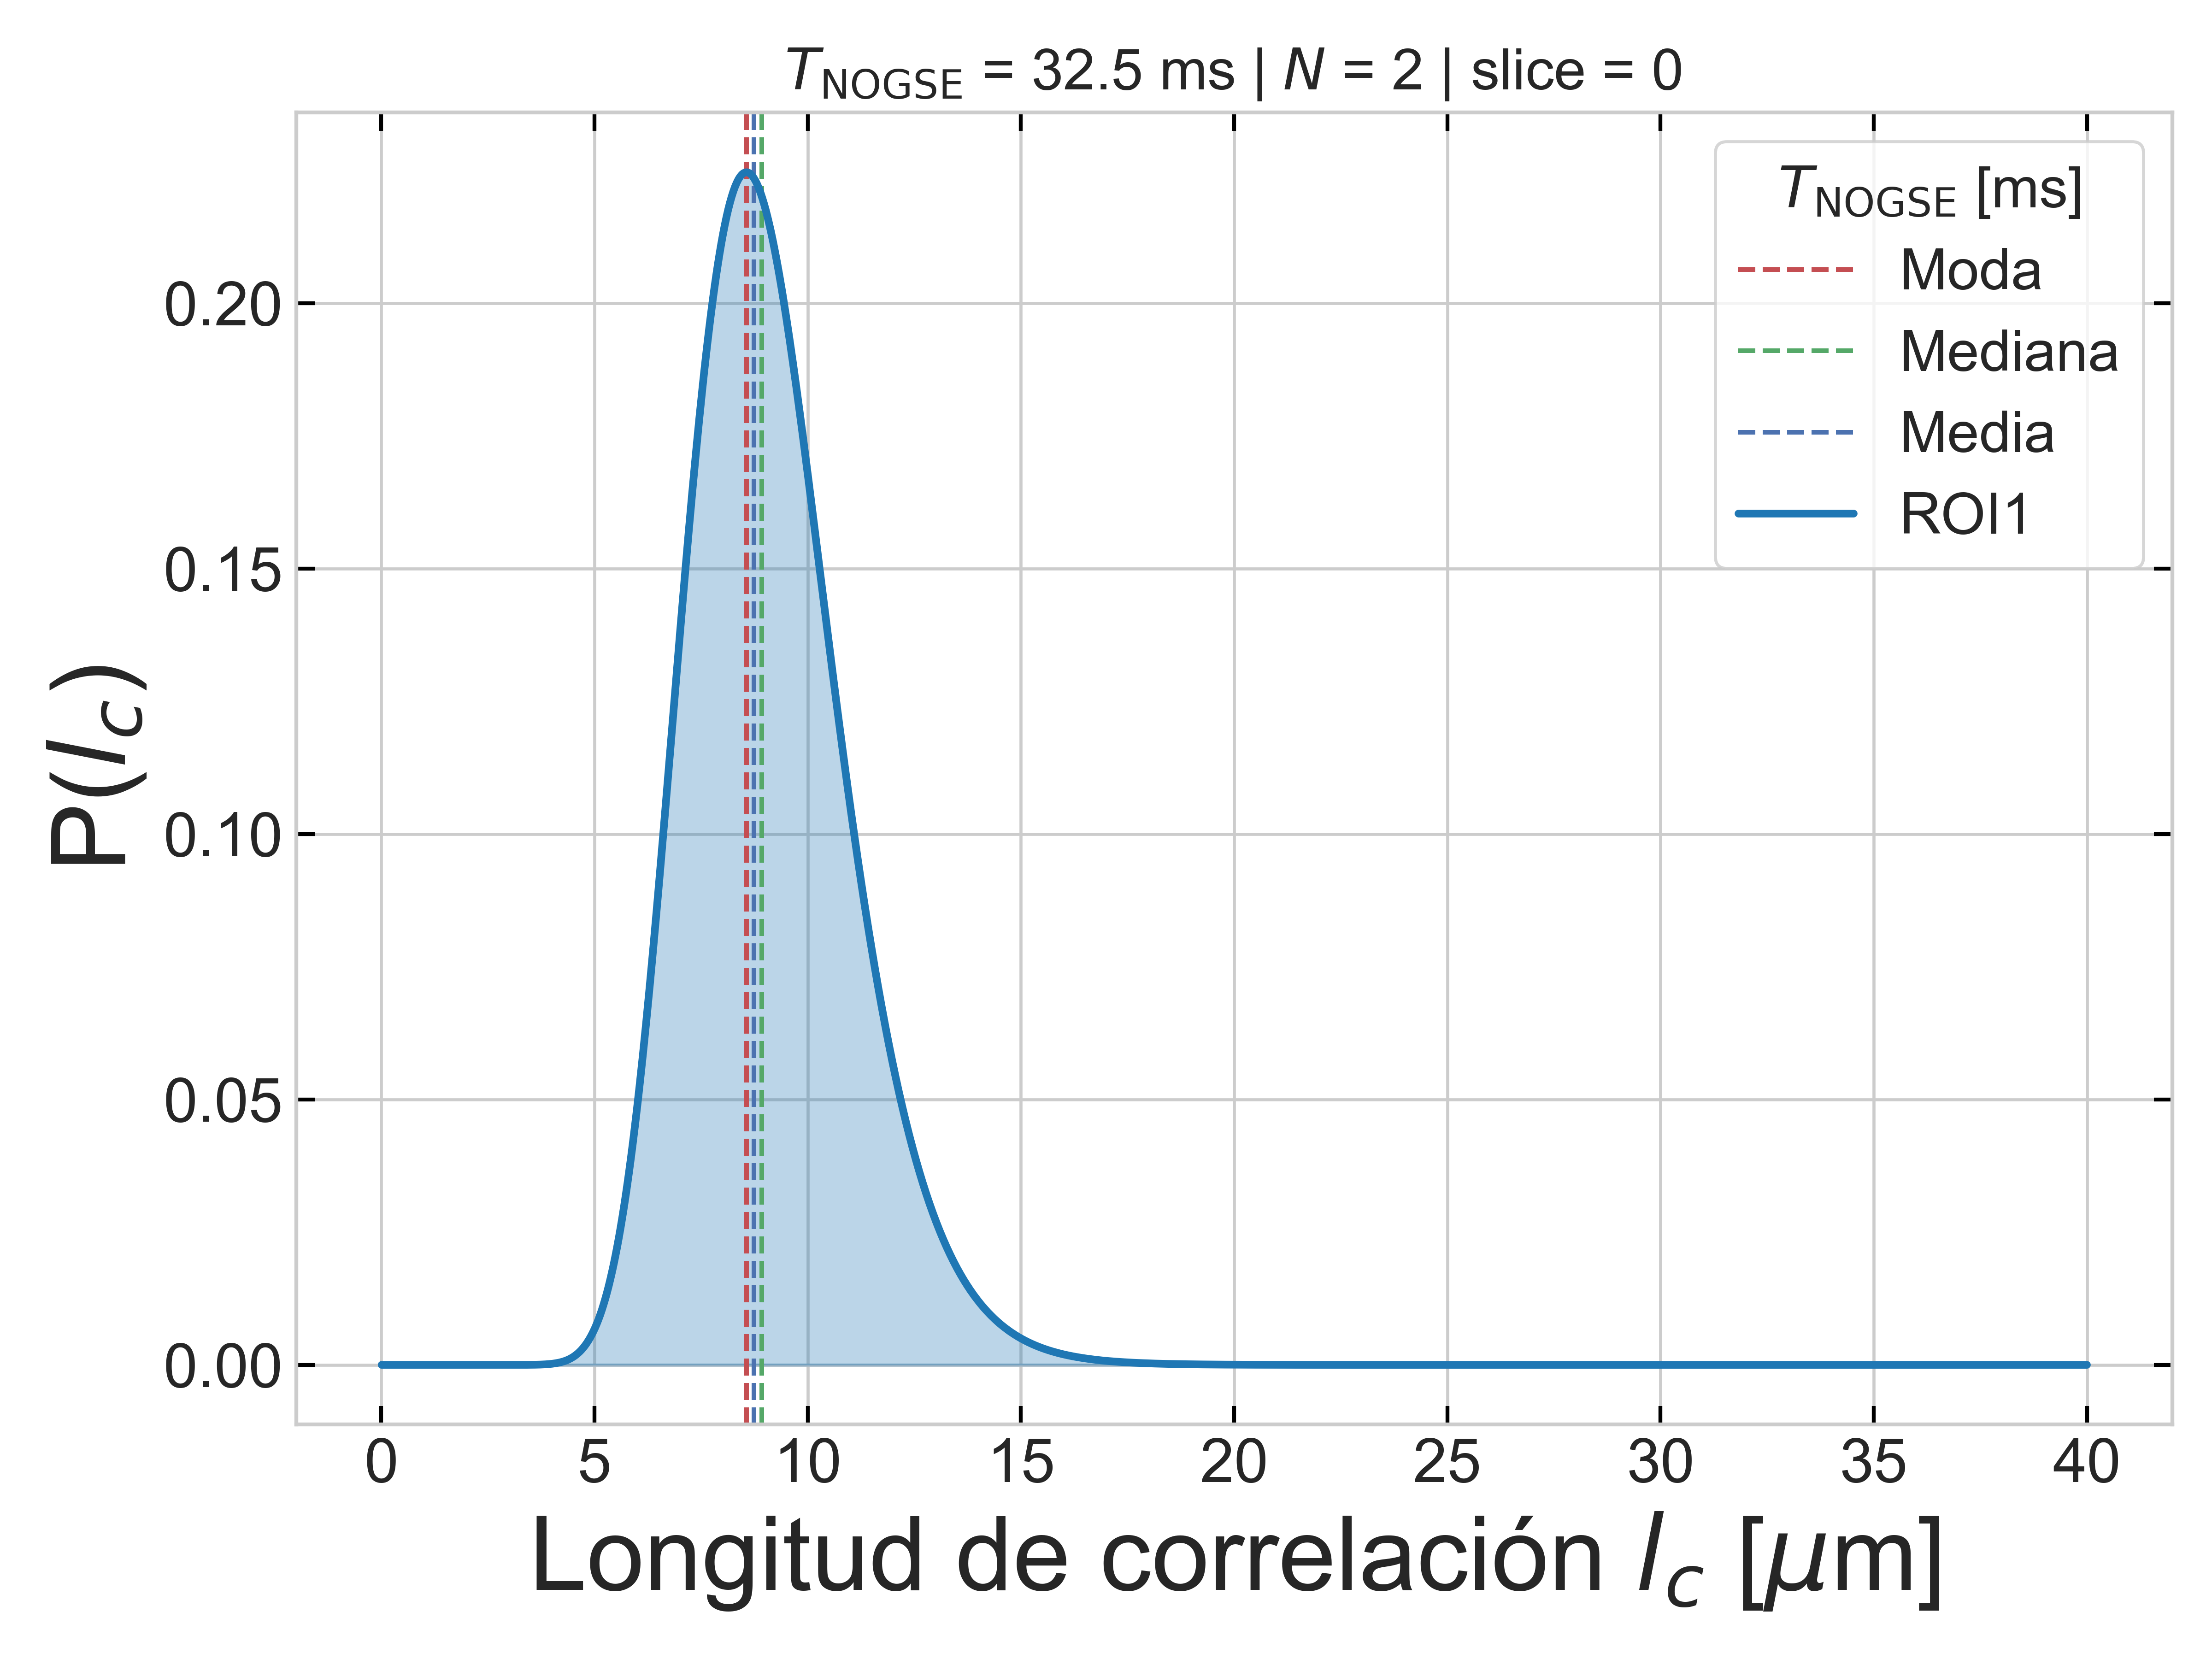 T_NOGSE = 32.5 ms | N = 2 | slice = 0
T_NOGSE [ms]
Moda
Mediana
Media
ROI1
P(l_c)
0.20
0.15
0.10
0.05
0.00
0 5 10 15 20 25 30 35 40
Longitud de correlación l_c [μm]